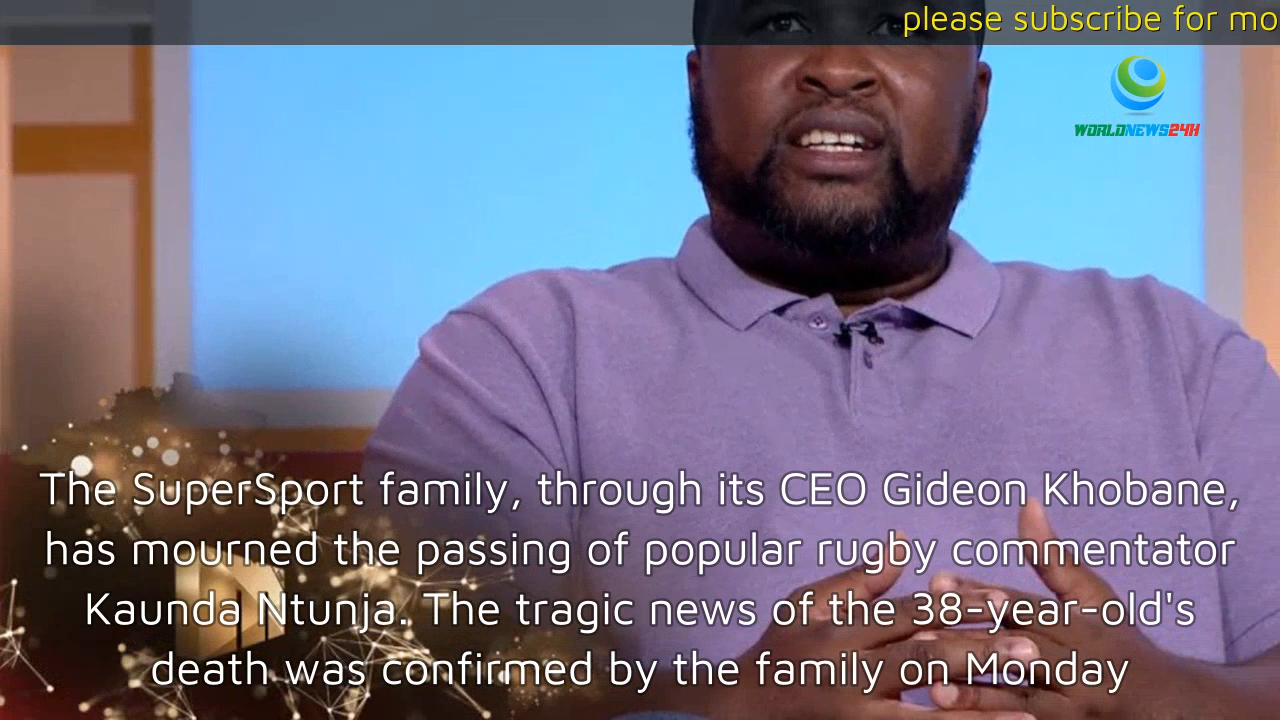 please subscribe for mo
WORLDNEWS24H
The SuperSport family, through its CEO Gideon Khobane,
has mourned the passing of popular rugby commentator
Kaunda Ntunja. The tragic news of the 38-year-old's
death was confirmed by the family on Monday